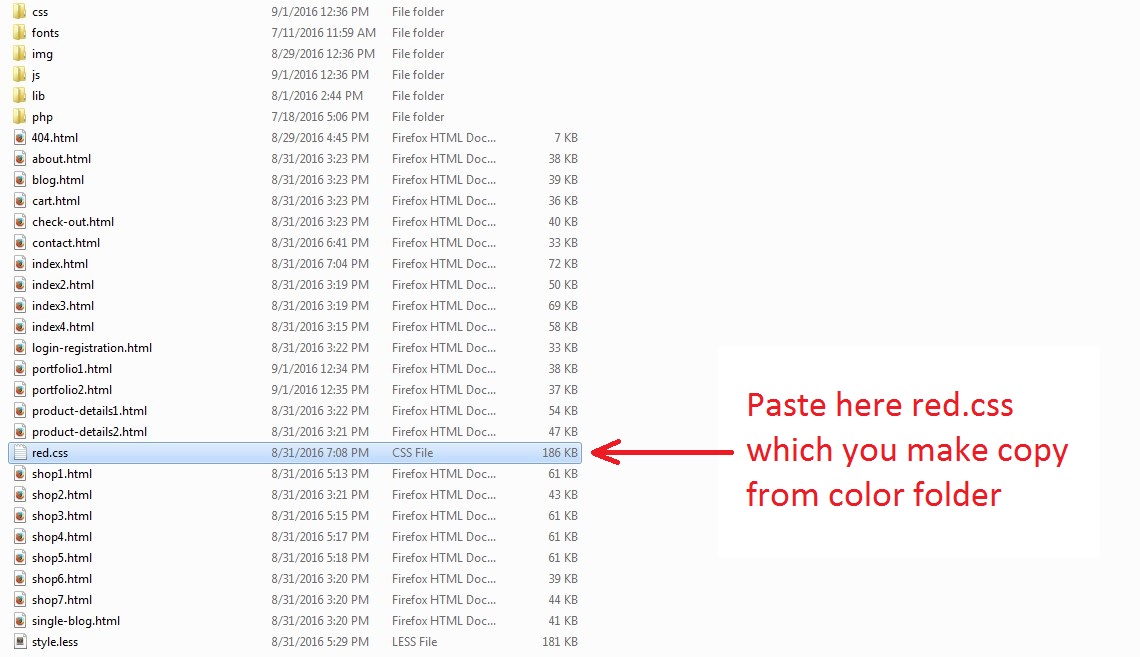 css 9/1/2016 12:36 PM File folder
fonts 7/11/2016 11:59 AM File folder
img 8/29/2016 12:36 PM File folder
js 9/1/2016 12:36 PM File folder
lib 8/1/2016 2:44 PM File folder
php 7/18/2016 5:06 PM File folder
404.html 8/29/2016 4:45 PM Firefox HTML Doc... 7 KB
about.html 8/31/2016 3:23 PM Firefox HTML Doc... 38 KB
blog.html 8/31/2016 3:23 PM Firefox HTML Doc... 39 KB
cart.html 8/31/2016 3:23 PM Firefox HTML Doc... 36 KB
check-out.html 8/31/2016 3:23 PM Firefox HTML Doc... 40 KB
contact.html 8/31/2016 6:41 PM Firefox HTML Doc... 33 KB
index.html 8/31/2016 7:04 PM Firefox HTML Doc... 72 KB
index2.html 8/31/2016 3:19 PM Firefox HTML Doc... 50 KB
index3.html 8/31/2016 3:19 PM Firefox HTML Doc... 69 KB
index4.html 8/31/2016 3:15 PM Firefox HTML Doc... 58 KB
login-registration.html 8/31/2016 3:22 PM Firefox HTML Doc... 33 KB
portfolio1.html 9/1/2016 12:34 PM Firefox HTML Doc... 38 KB
portfolio2.html 9/1/2016 12:35 PM Firefox HTML Doc... 37 KB
product-details1.html 8/31/2016 3:22 PM Firefox HTML Doc... 54 KB
product-details2.html 8/31/2016 3:21 PM Firefox HTML Doc... 47 KB
red.css 8/31/2016 7:08 PM CSS File 186 KB
shop1.html 8/31/2016 5:13 PM Firefox HTML Doc... 61 KB
shop2.html 8/31/2016 3:21 PM Firefox HTML Doc... 43 KB
shop3.html 8/31/2016 5:15 PM Firefox HTML Doc... 61 KB
shop4.html 8/31/2016 5:17 PM Firefox HTML Doc... 61 KB
shop5.html 8/31/2016 5:18 PM Firefox HTML Doc... 61 KB
shop6.html 8/31/2016 3:20 PM Firefox HTML Doc... 39 KB
shop7.html 8/31/2016 3:20 PM Firefox HTML Doc... 44 KB
single-blog.html 8/31/2016 3:20 PM Firefox HTML Doc... 41 KB
style.less 8/31/2016 5:29 PM LESS File 181 KB
Paste here red.css
which you make copy
from color folder